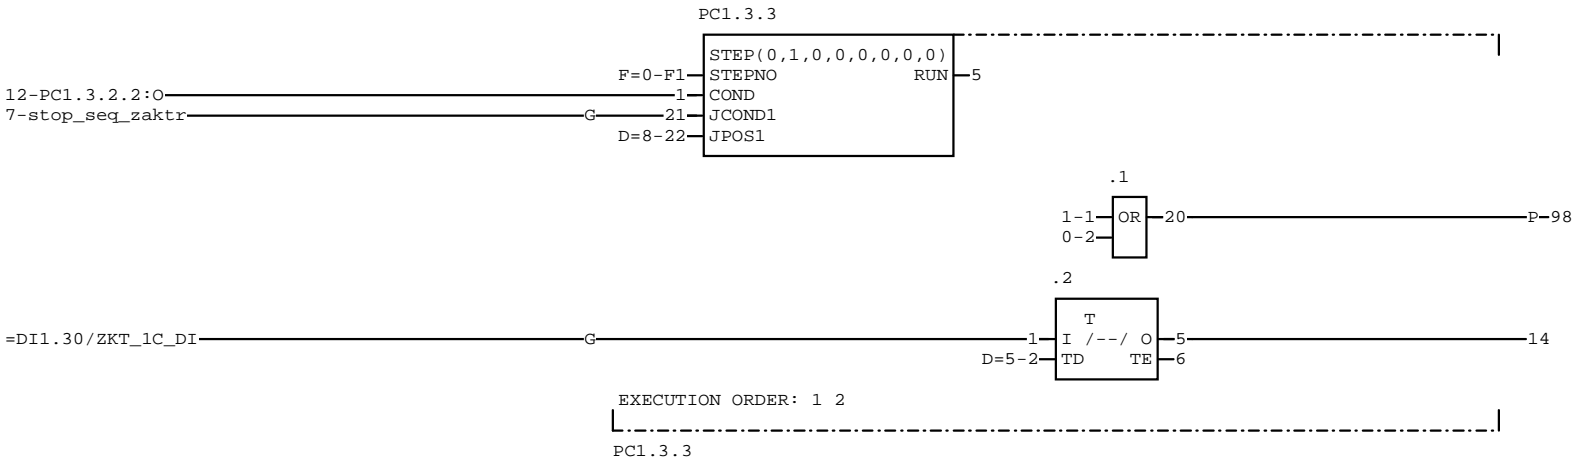 PC1.3.3
STEP(0,1,0,0,0,0,0,0)
F=0-F1 STEPNO RUN 5
12-PC1.3.2.2:O 1 COND
7-stop_seq_zaktr G 21 JCOND1
D=8-22 JPOS1
.1
1-1 OR 20 P-98
0-2
.2
T
=DI1.30/ZKT_1C_DI G 1 I /--/ O 5 14
D=5-2 TD TE 6
EXECUTION ORDER: 1 2
PC1.3.3